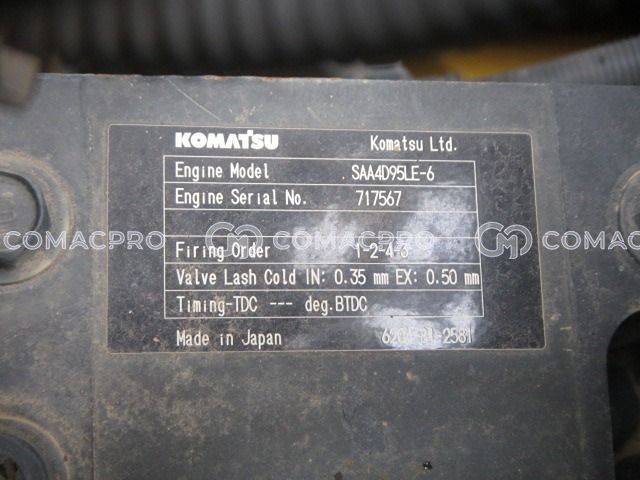 KOMATSU Komatsu Ltd.
Engine Model SAA4D95LE-6
Engine Serial No. 717567
COMACPRO COMACPRO COMACPRO
Firing Order 1-2-4-3
Valve Lash Cold IN: 0.35 mm EX: 0.50 mm
Timing-TDC --- deg.BTDC
Made in Japan